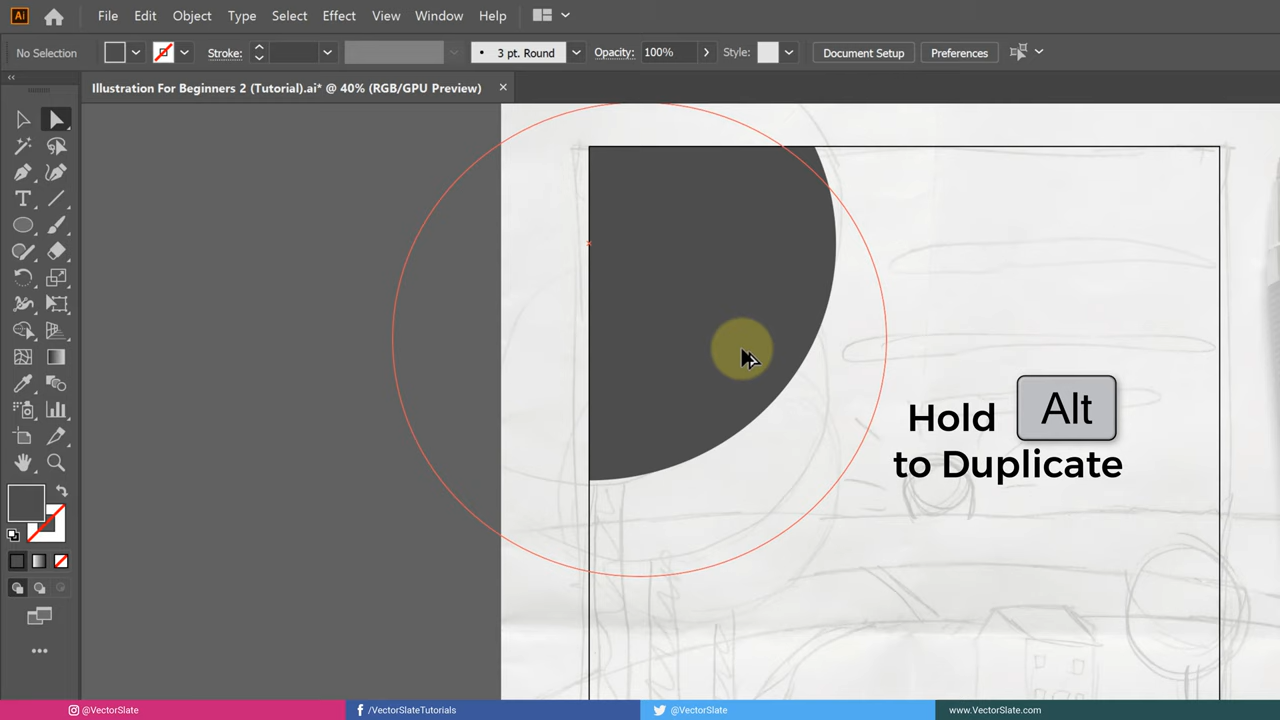 Ai File Edit Object Type Select Effect View Window Help
No Selection Stroke: 3 pt. Round Opacity: 100% Style: Document Setup Preferences
Illustration For Beginners 2 (Tutorial).ai* @ 40% (RGB/GPU Preview) ×
Hold Alt
to Duplicate
@VectorSlate /VectorSlateTutorials @VectorSlate www.VectorSlate.com